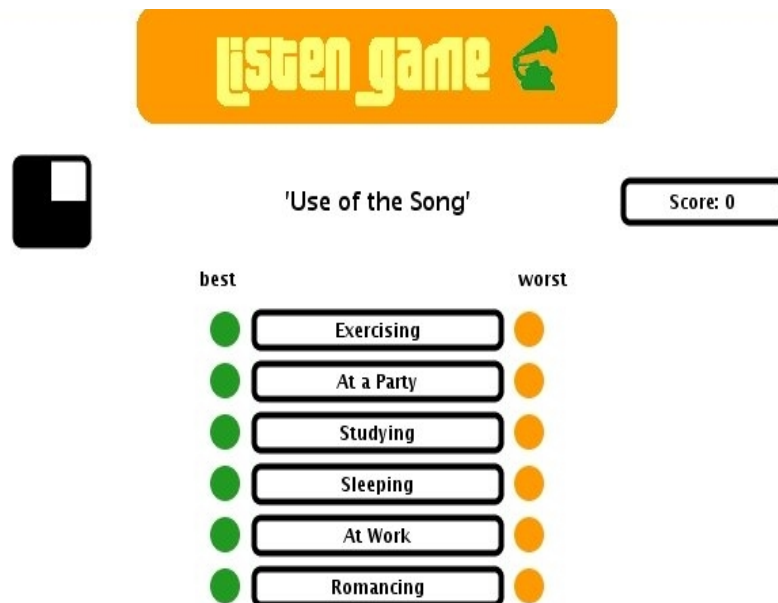 Listen game
'Use of the Song'
Score: 0
best worst
Exercising
At a Party
Studying
Sleeping
At Work
Romancing